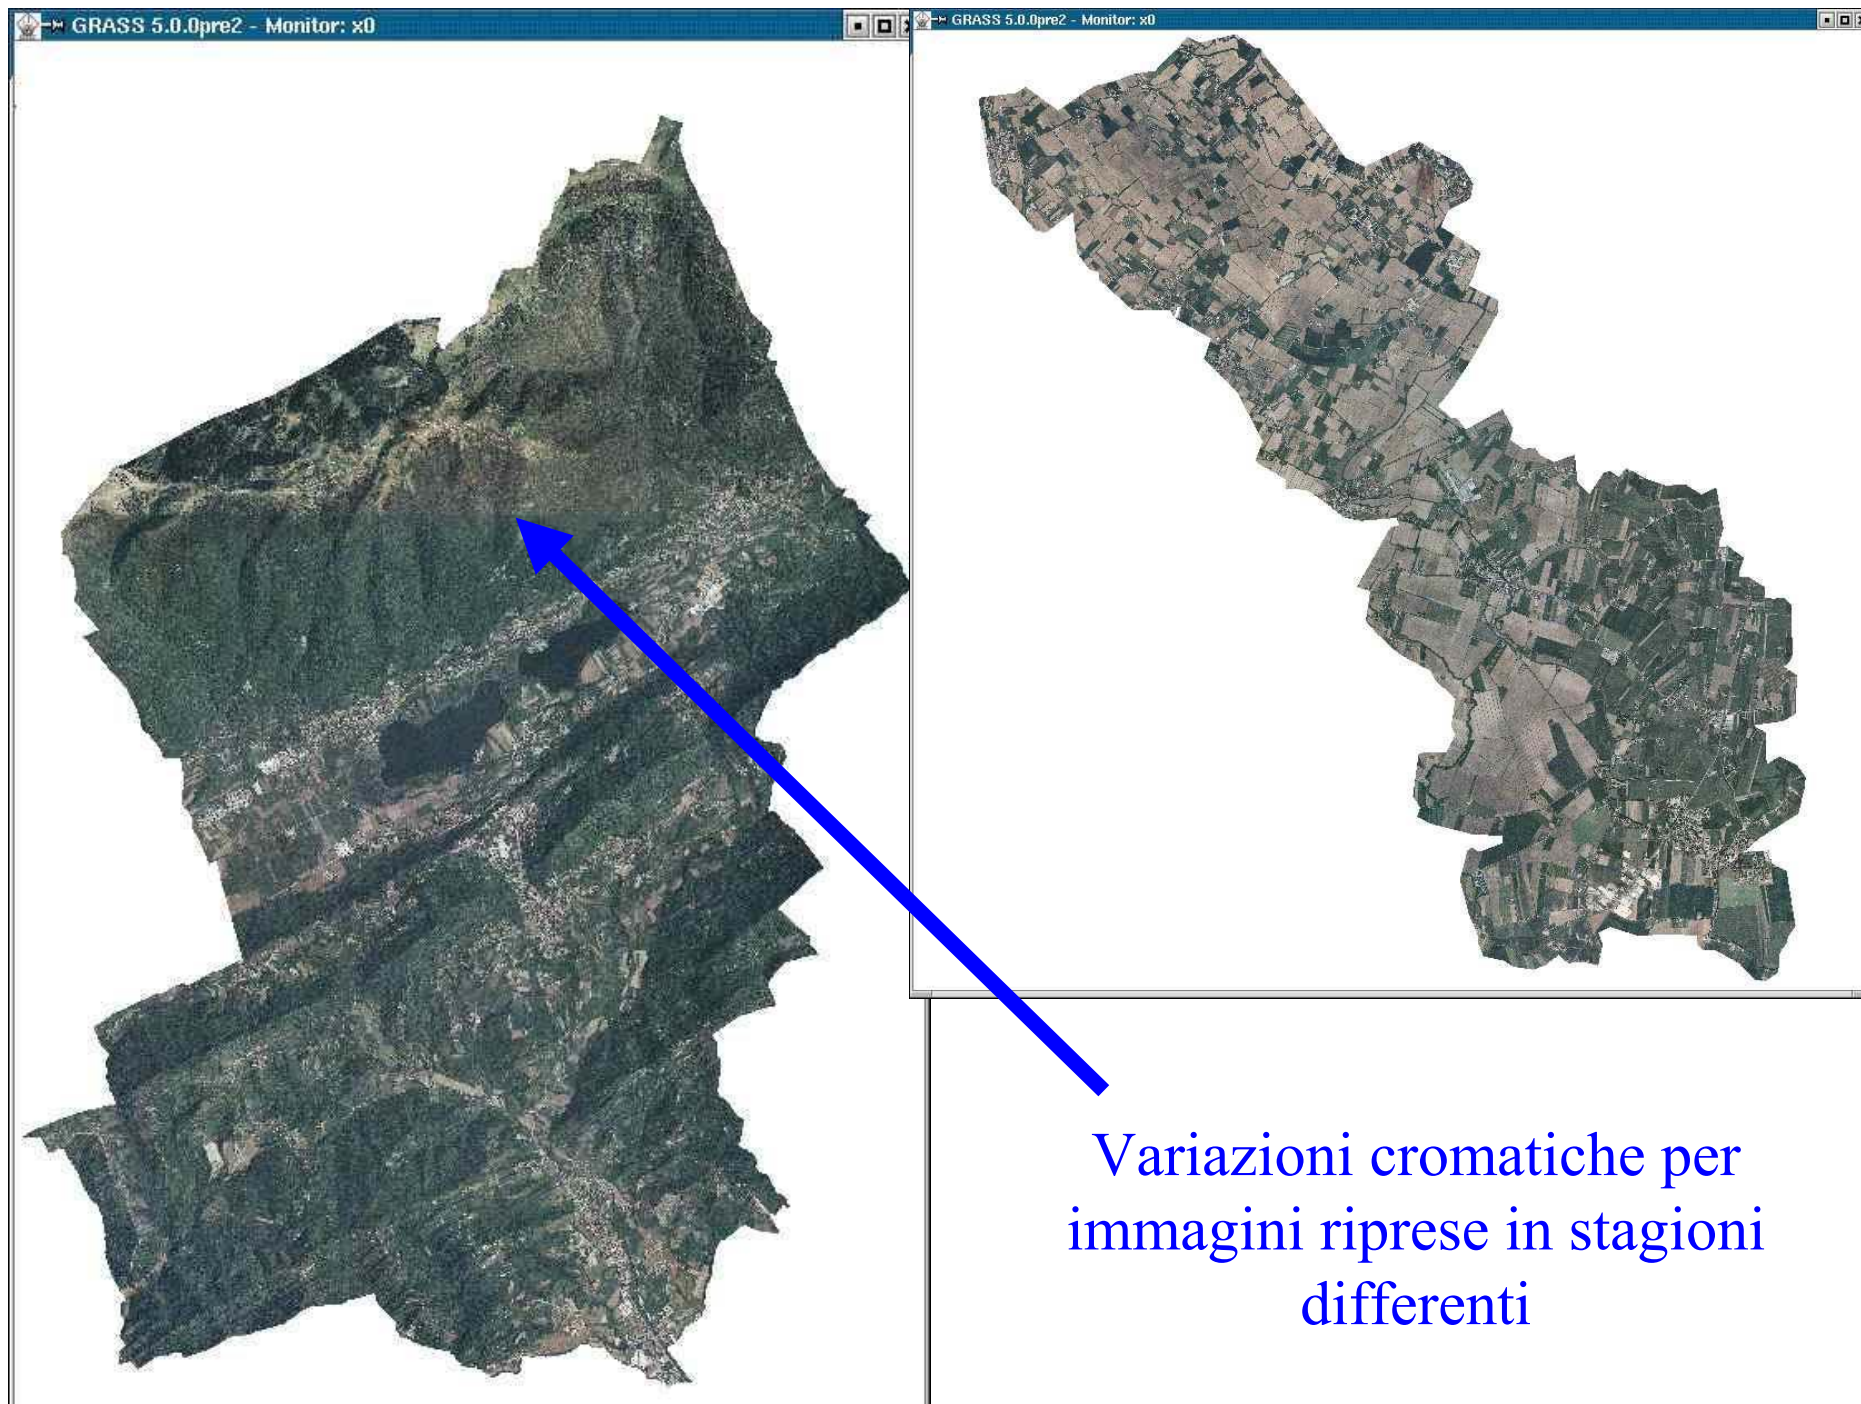 GRASS 5.0.0pre2 - Monitor: x0
GRASS 5.0.0pre2 - Monitor: x0
Variazioni cromatiche per
immagini riprese in stagioni
differenti